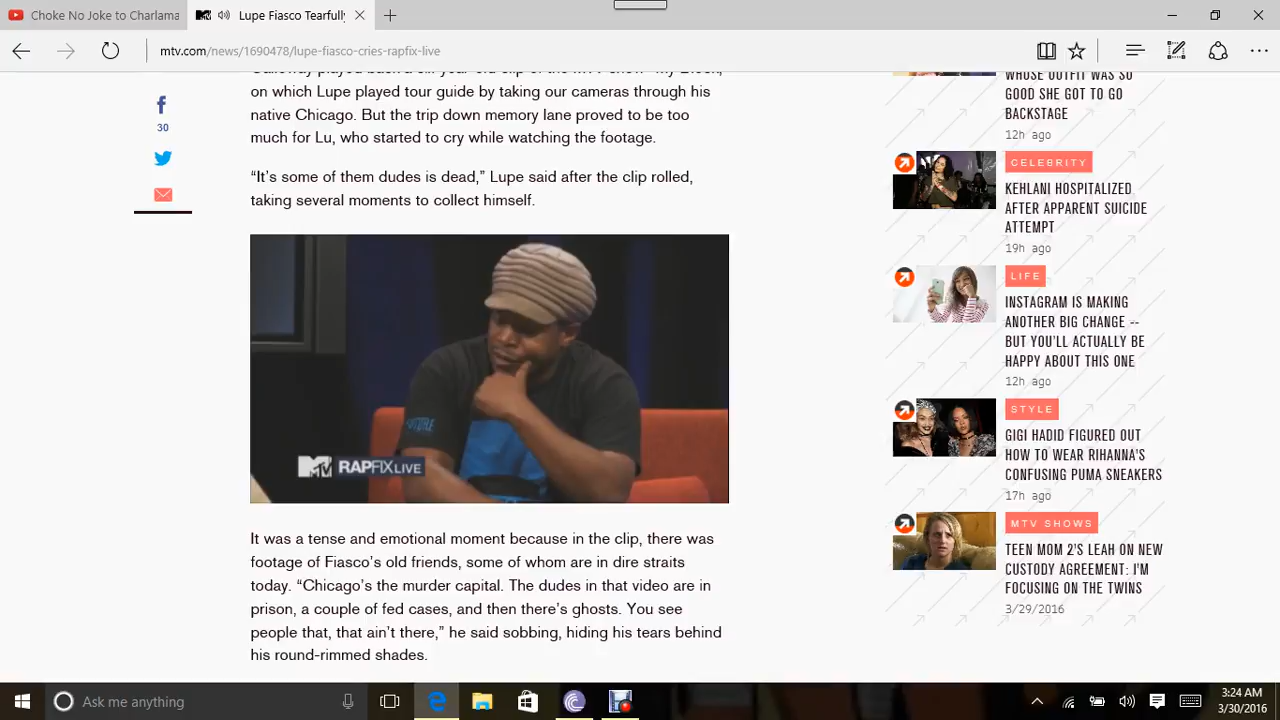 Choke No Joke on Charlama
Lupe Fiasco Tearfully
mtv.com/news/1690478/lupe-fiasco-cries-rapfix-live
on which Lupe played tour guide by taking our cameras through his
native Chicago. But the trip down memory lane proved to be too
much for Lu, who started to cry while watching the footage.
“It’s some of them dudes is dead,” Lupe said after the clip rolled,
taking several moments to collect himself.
MTV RAPFIX LIVE
It was a tense and emotional moment because in the clip, there was
footage of Fiasco’s old friends, some of whom are in dire straits
today. “Chicago’s the murder capital. The dudes in that video are in
prison, a couple of fed cases, and then there’s ghosts. You see
people that, that ain’t there,” he said sobbing, hiding his tears behind
his round-rimmed shades.
30
WHOSE OUTFIT WAS SO
GOOD SHE GOT TO GO
BACKSTAGE
12h ago
CELEBRITY
KEHLANI HOSPITALIZED
AFTER APPARENT SUICIDE
ATTEMPT
19h ago
LIFE
INSTAGRAM IS MAKING
ANOTHER BIG CHANGE --
BUT YOU'LL ACTUALLY BE
HAPPY ABOUT THIS ONE
12h ago
STYLE
GIGI HADID FIGURED OUT
HOW TO WEAR RIHANNA'S
CONFUSING PUMA SNEAKERS
17h ago
MTV SHOWS
TEEN MOM 2'S LEAH ON NEW
CUSTODY AGREEMENT: I'M
FOCUSING ON THE TWINS
3/29/2016
Ask me anything
3:24 AM
3/30/2016